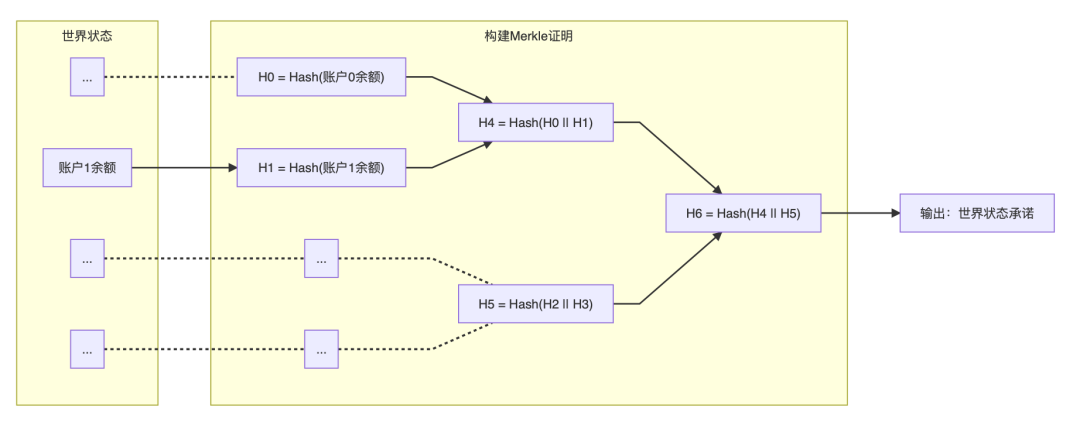 世界状态
构建Merkle证明
...
H0 = Hash(账户0余额)
H4 = Hash(H0 || H1)
账户1余额
H1 = Hash(账户1余额)
H6 = Hash(H4 || H5)
输出：世界状态承诺
...
...
H5 = Hash(H2 || H3)
...
...